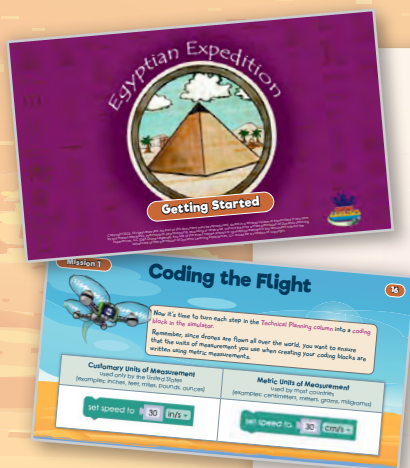 Egyptian Expedition
Getting Started
Mission 1
Coding the Flight
16
Now it's time to turn each step in the Technical Planning column into a coding
block in the simulator.
Remember, since drones are flown all over the world, you want to ensure
that the units of measurement you use when creating your coding blocks are
written using metric measurements.
Customary Units of Measurement
used only by the United States
(examples: inches, feet, miles, pounds, ounces)
Metric Units of Measurement
used by most countries
(examples: centimeters, meters, grams, milligrams)
set speed to 30 in/s
set speed to 30 cm/s